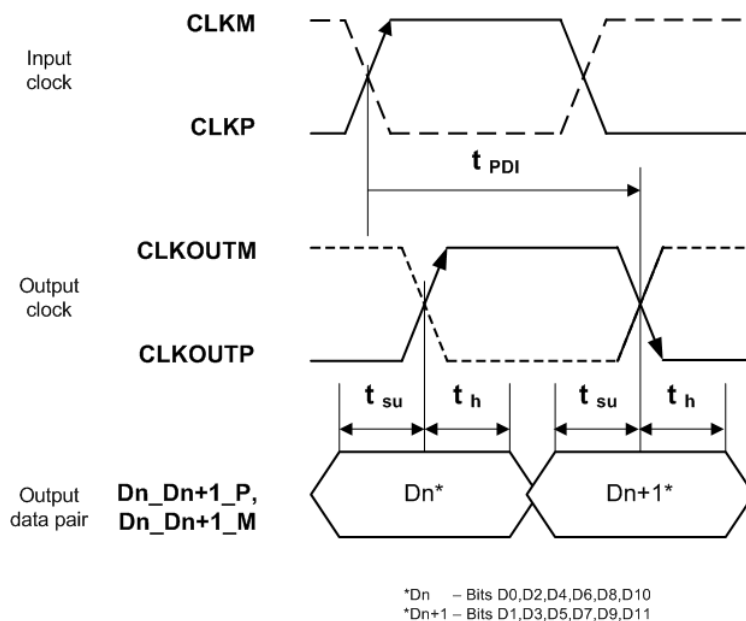 CLKM
Input
clock
CLKP
t PDI
CLKOUTM
Output
clock
CLKOUTP
t su
t h
t su
t h
Output
data pair
Dn_Dn+1_P,
Dn_Dn+1_M
Dn*
Dn+1*
*Dn – Bits D0,D2,D4,D6,D8,D10
*Dn+1 – Bits D1,D3,D5,D7,D9,D11